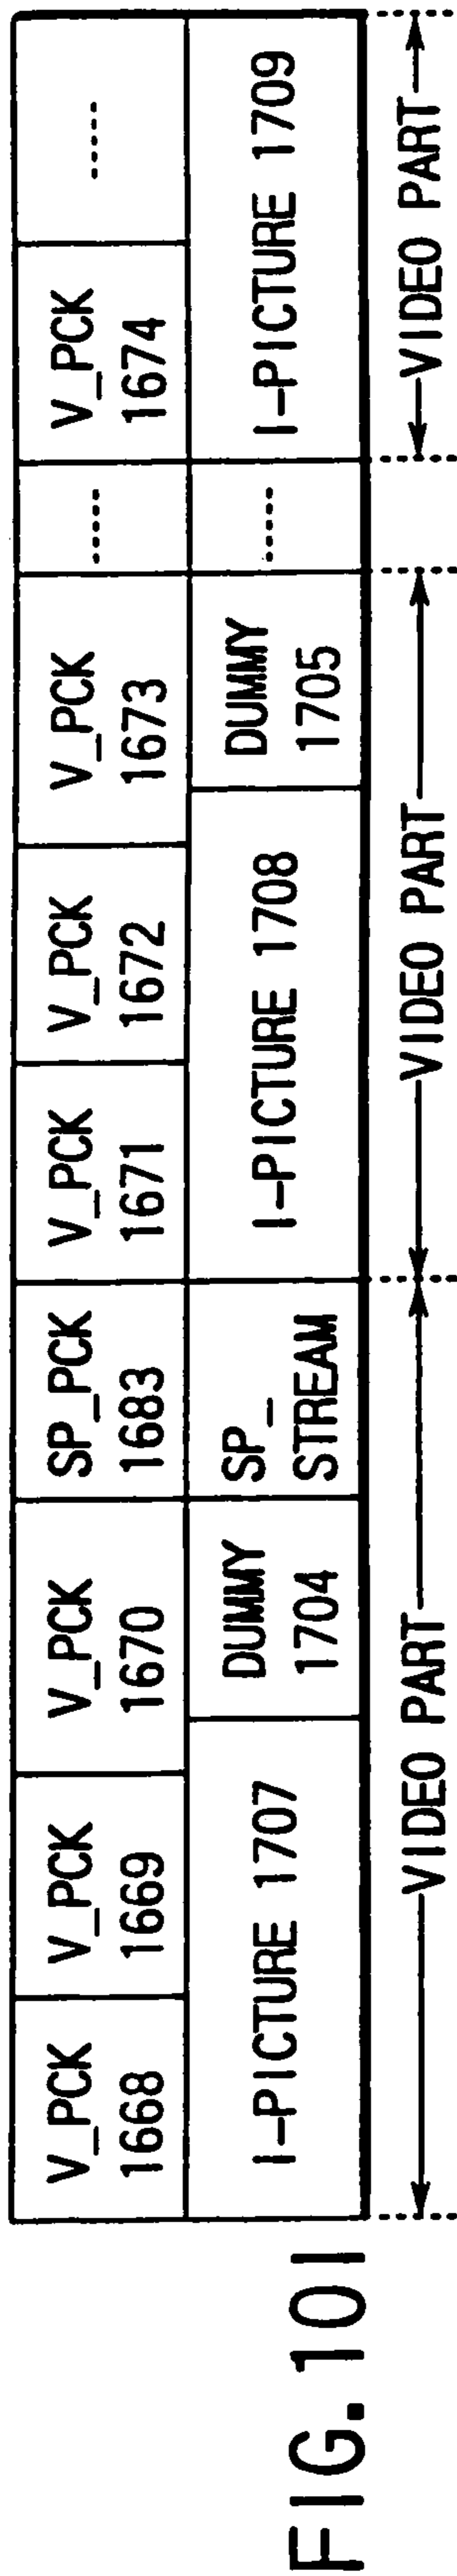 V_PCK
1668
V_PCK
1669
V_PCK
1670
SP_PCK
1683
V_PCK
1671
V_PCK
1672
V_PCK
1673
-----
V_PCK
1674
-----
I-PICTURE 1707
DUMMY
1704
SP_
STREAM
I-PICTURE 1708
DUMMY
1705
-----
I-PICTURE 1709
VIDEO PART
VIDEO PART
VIDEO PART
FIG. 101